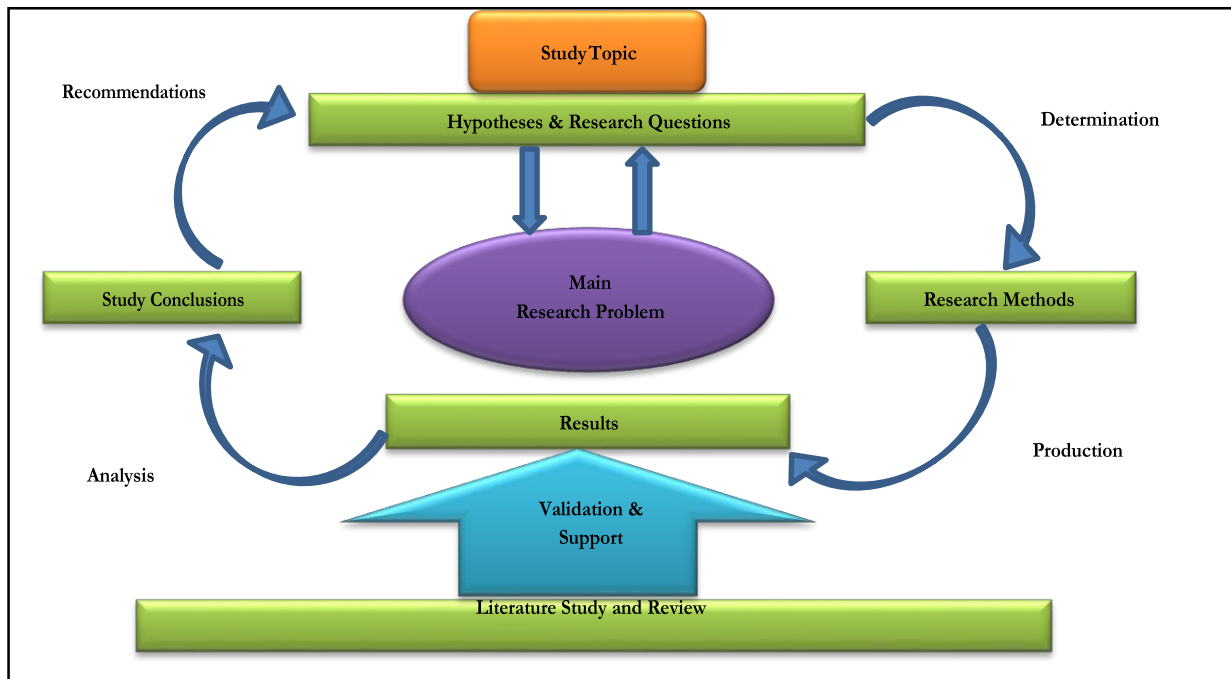 Study Topic
Recommendations
Hypotheses & Research Questions
Determination
Main
Research Problem
Study Conclusions
Research Methods
Results
Analysis
Production
Validation &
Support
Literature Study and Review